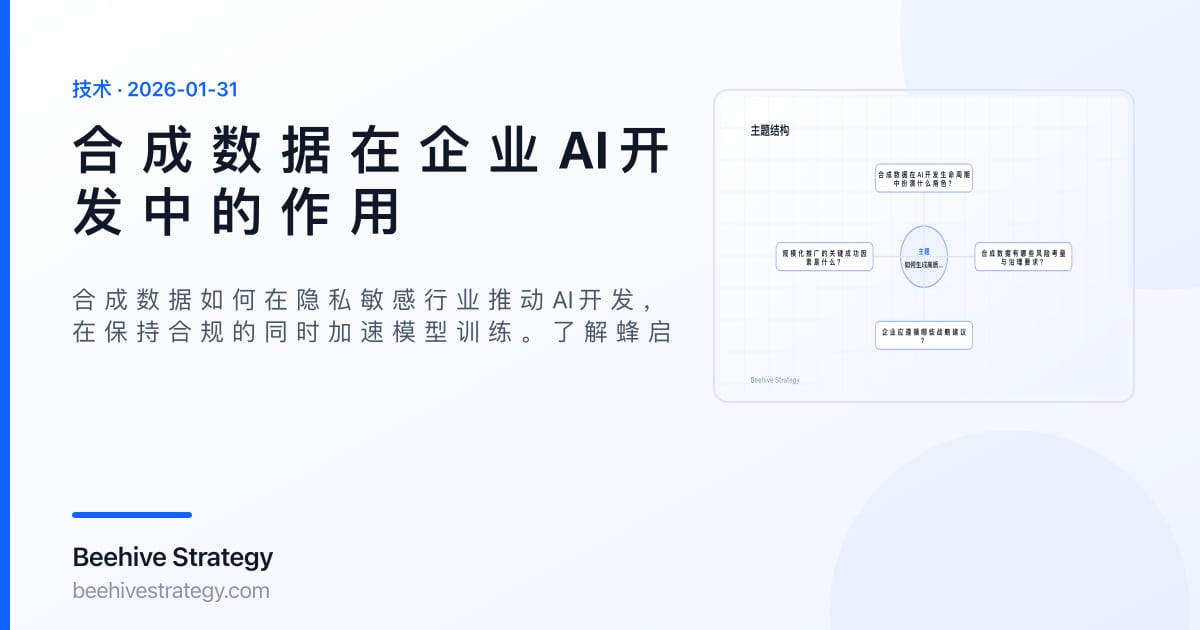 技术 · 2026-01-31
合成数据在企业AI开
发中的作用
合成数据如何在隐私敏感行业推动AI开发，
在保持合规的同时加速模型训练。了解蜂启
主题结构
合成数据在AI开发生命周期
中扮演什么角色？
规模化推广的关键成功因
素是什么？
主题
如何生成高质...
合成数据有哪些风险考量
与治理要求？
企业应遵循哪些战略建议
？
Beehive Strategy
Beehive Strategy
beehivestrategy.com